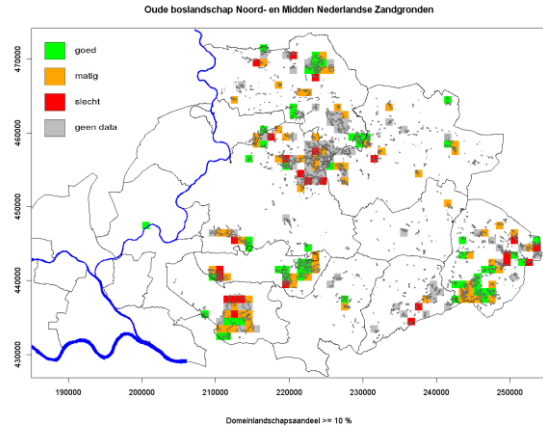 Oude boslandschap Noord- en Midden Nederlandse Zandgronden
goed
matig
slecht
geen data
470000
460000
450000
440000
430000
190000 200000 210000 220000 230000 240000 250000
Domeinlandschapsaandeel >= 10 %